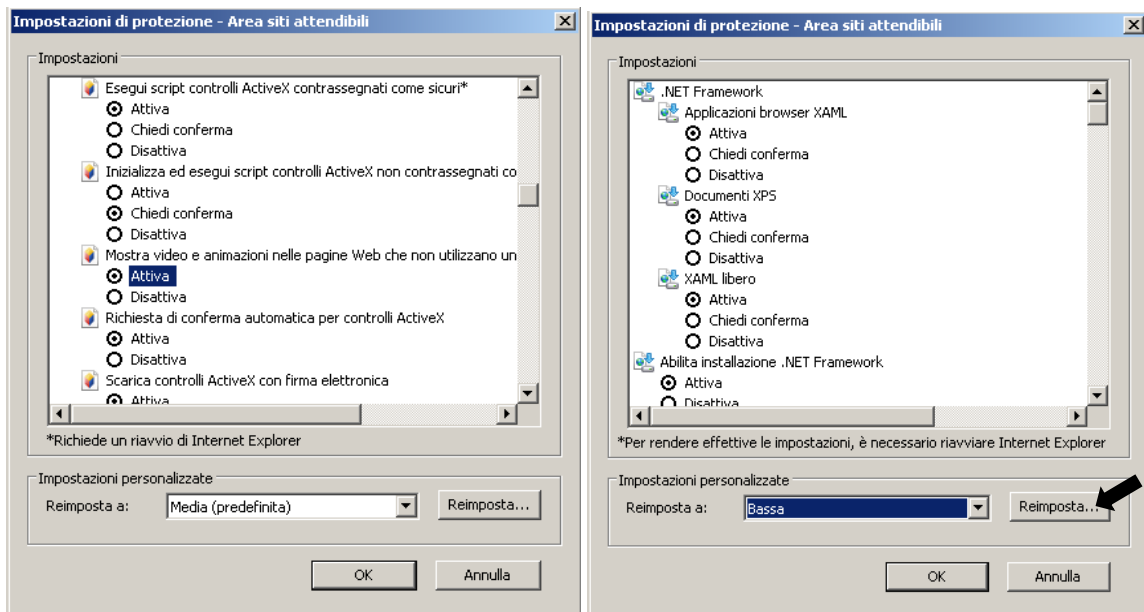 Impostazioni di protezione - Area siti attendibili
Impostazioni
Esegui script controlli ActiveX contrassegnati come sicuri*
Attiva
Chiedi conferma
Disattiva
Inizializza ed esegui script controlli ActiveX non contrassegnati co
Attiva
Chiedi conferma
Disattiva
Mostra video e animazioni nelle pagine Web che non utilizzano un
Attiva
Disattiva
Richiesta di conferma automatica per controlli ActiveX
Attiva
Disattiva
Scarica controlli ActiveX con firma elettronica
Attiva
*Richiede un riavvio di Internet Explorer
Impostazioni personalizzate
Reimposta a:
Media (predefinita)
Reimposta...
OK
Annulla
Impostazioni di protezione - Area siti attendibili
Impostazioni
.NET Framework
Applicazioni browser XAML
Attiva
Chiedi conferma
Disattiva
Documenti XPS
Attiva
Chiedi conferma
Disattiva
XAML libero
Attiva
Chiedi conferma
Disattiva
Abilita installazione .NET Framework
Attiva
Disattiva
*Per rendere effettive le impostazioni, è necessario riavviare Internet Explorer
Impostazioni personalizzate
Reimposta a:
Bassa
Reimposta...
OK
Annulla